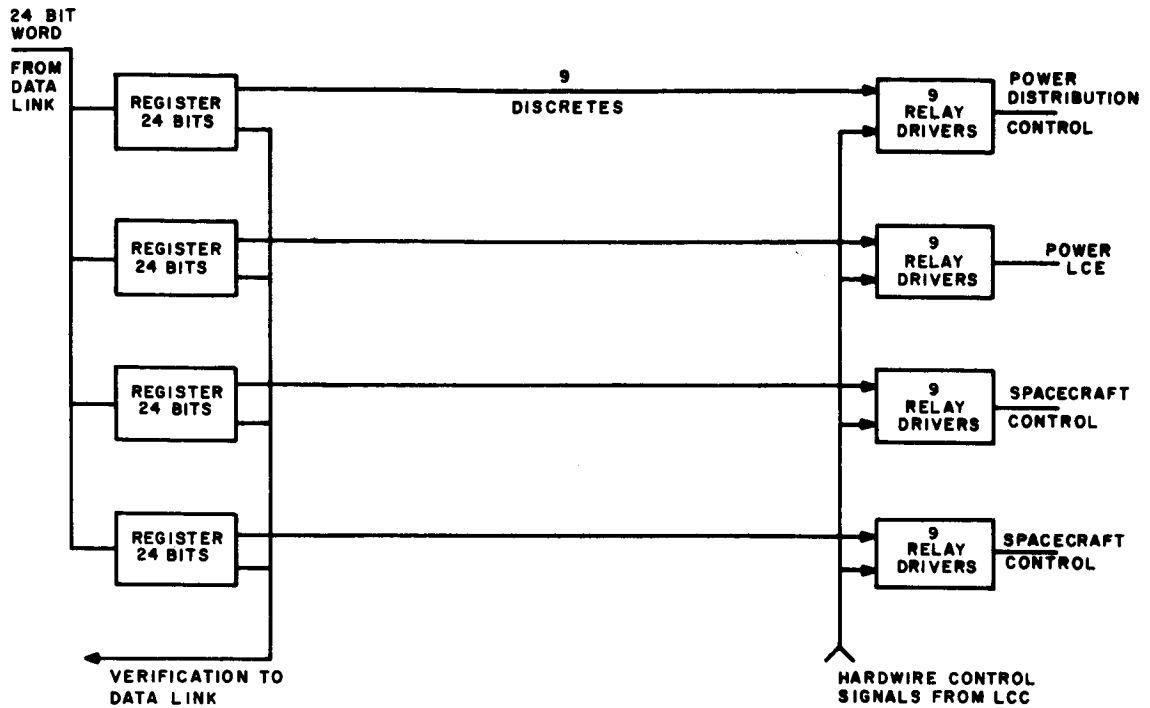 24 BIT
WORD
FROM
DATA
LINK
REGISTER
24 BITS
9
DISCRETES
9
RELAY
DRIVERS
POWER
DISTRIBUTION
CONTROL
REGISTER
24 BITS
9
RELAY
DRIVERS
POWER
LCE
REGISTER
24 BITS
9
RELAY
DRIVERS
SPACECRAFT
CONTROL
REGISTER
24 BITS
9
RELAY
DRIVERS
SPACECRAFT
CONTROL
VERIFICATION TO
DATA LINK
HARDWIRE CONTROL
SIGNALS FROM LCC